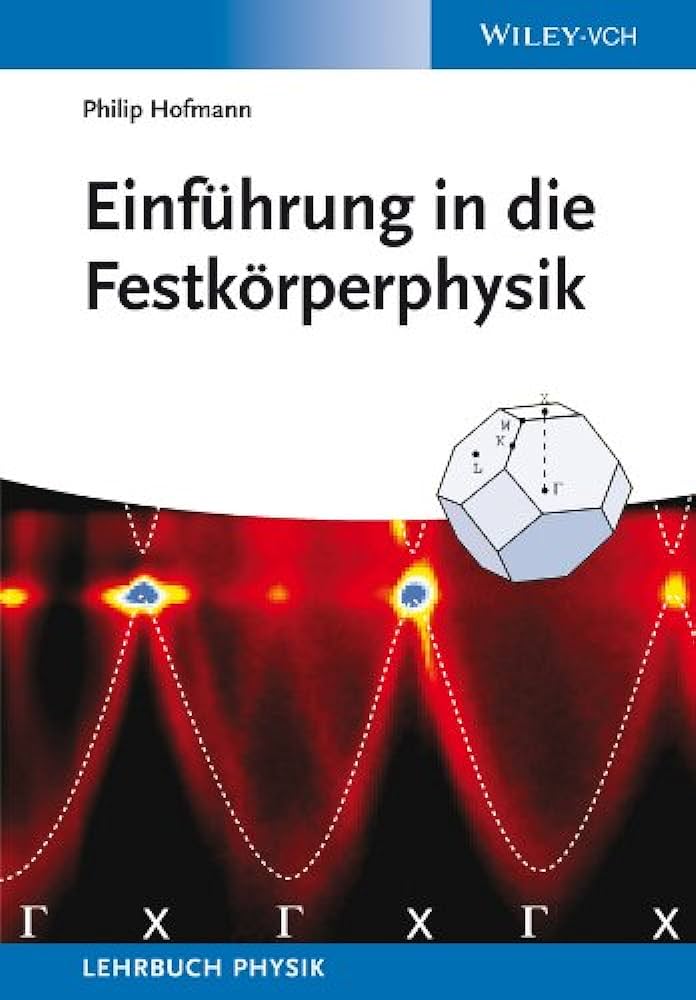 WILEY-VCH
Philip Hofmann
Einführung in die
Festkörperphysik
X
W
K
L
Γ
Γ X Γ X Γ X
LEHRBUCH PHYSIK